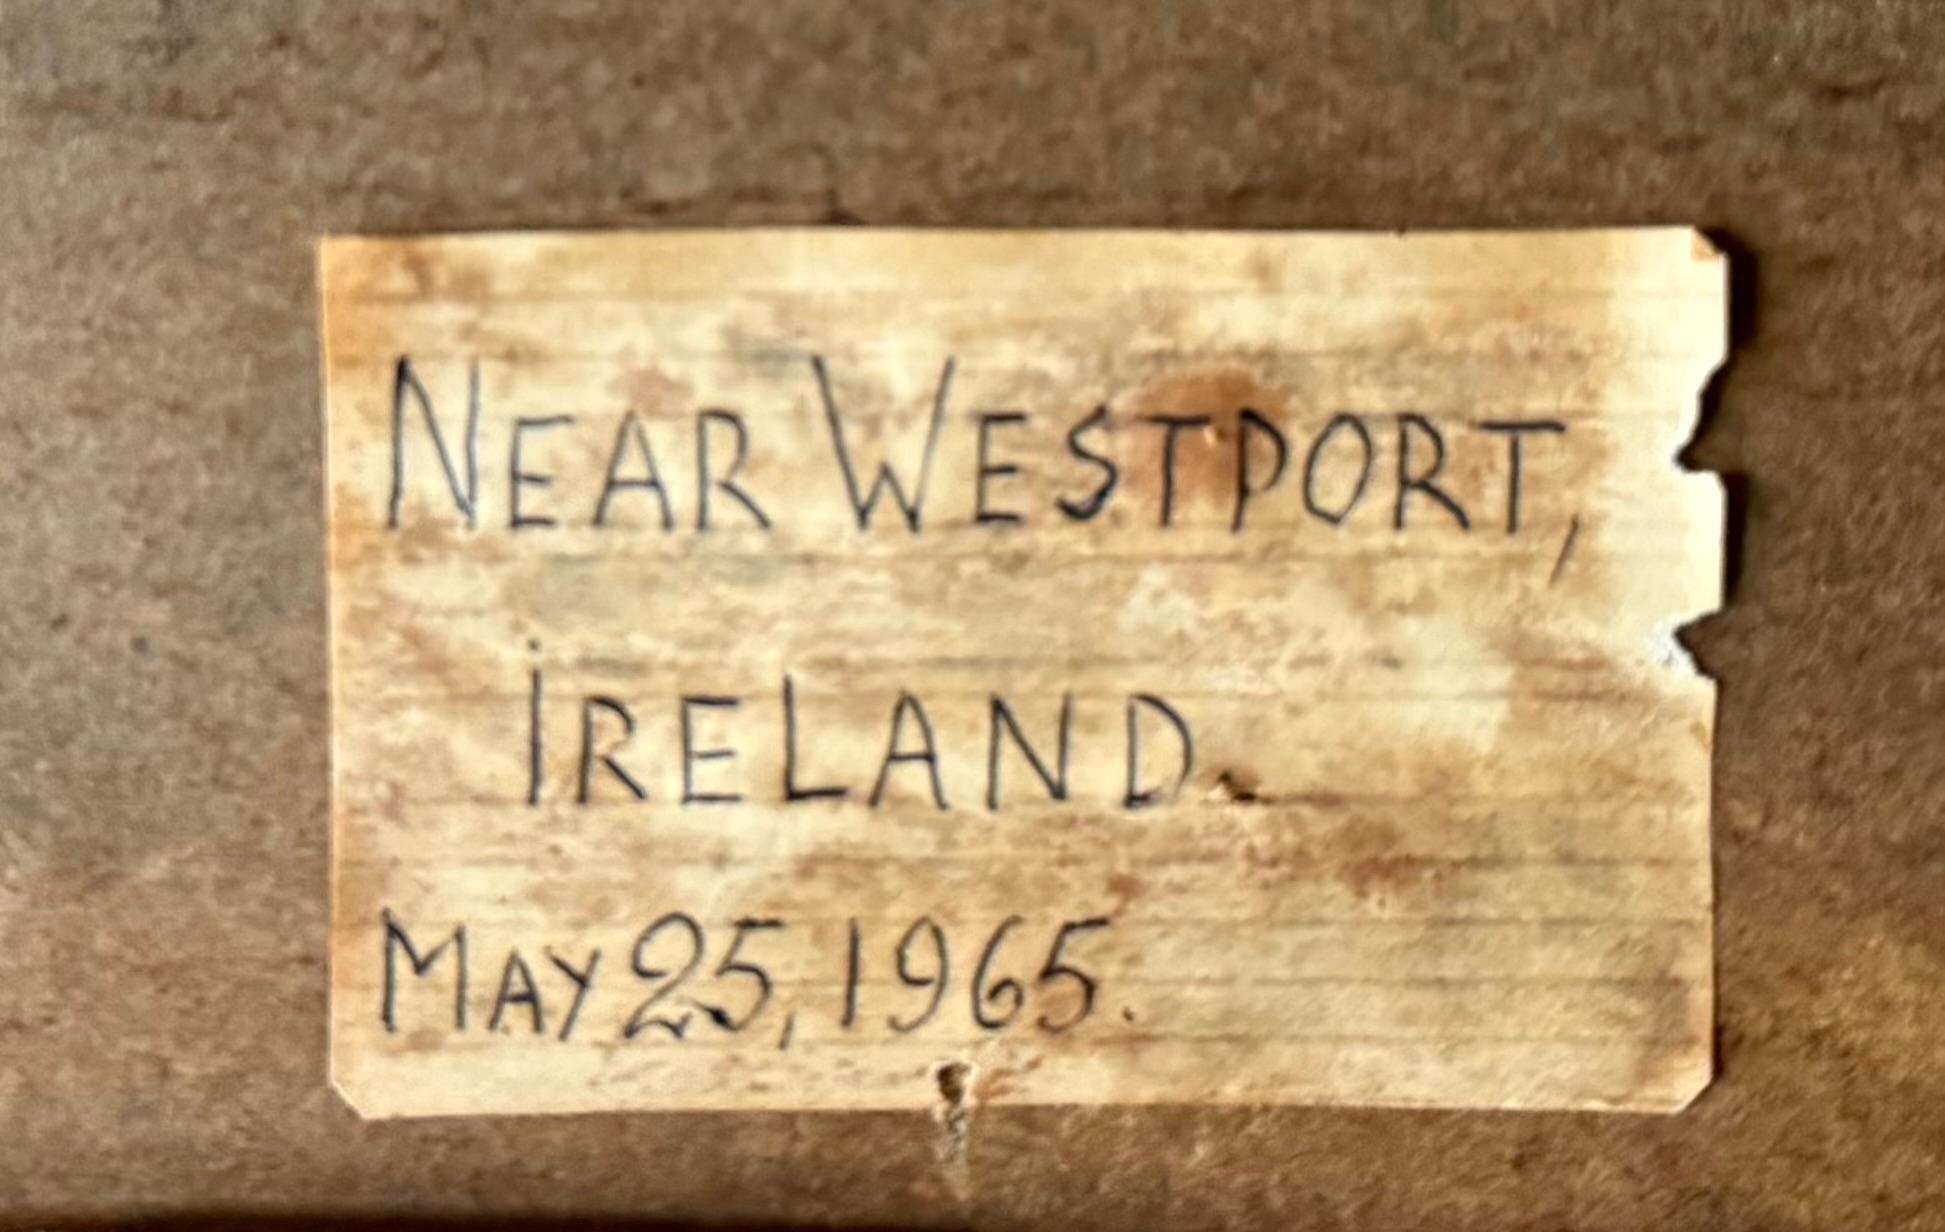 NEAR WESTPORT,
IRELAND.
MAY 25, 1965.